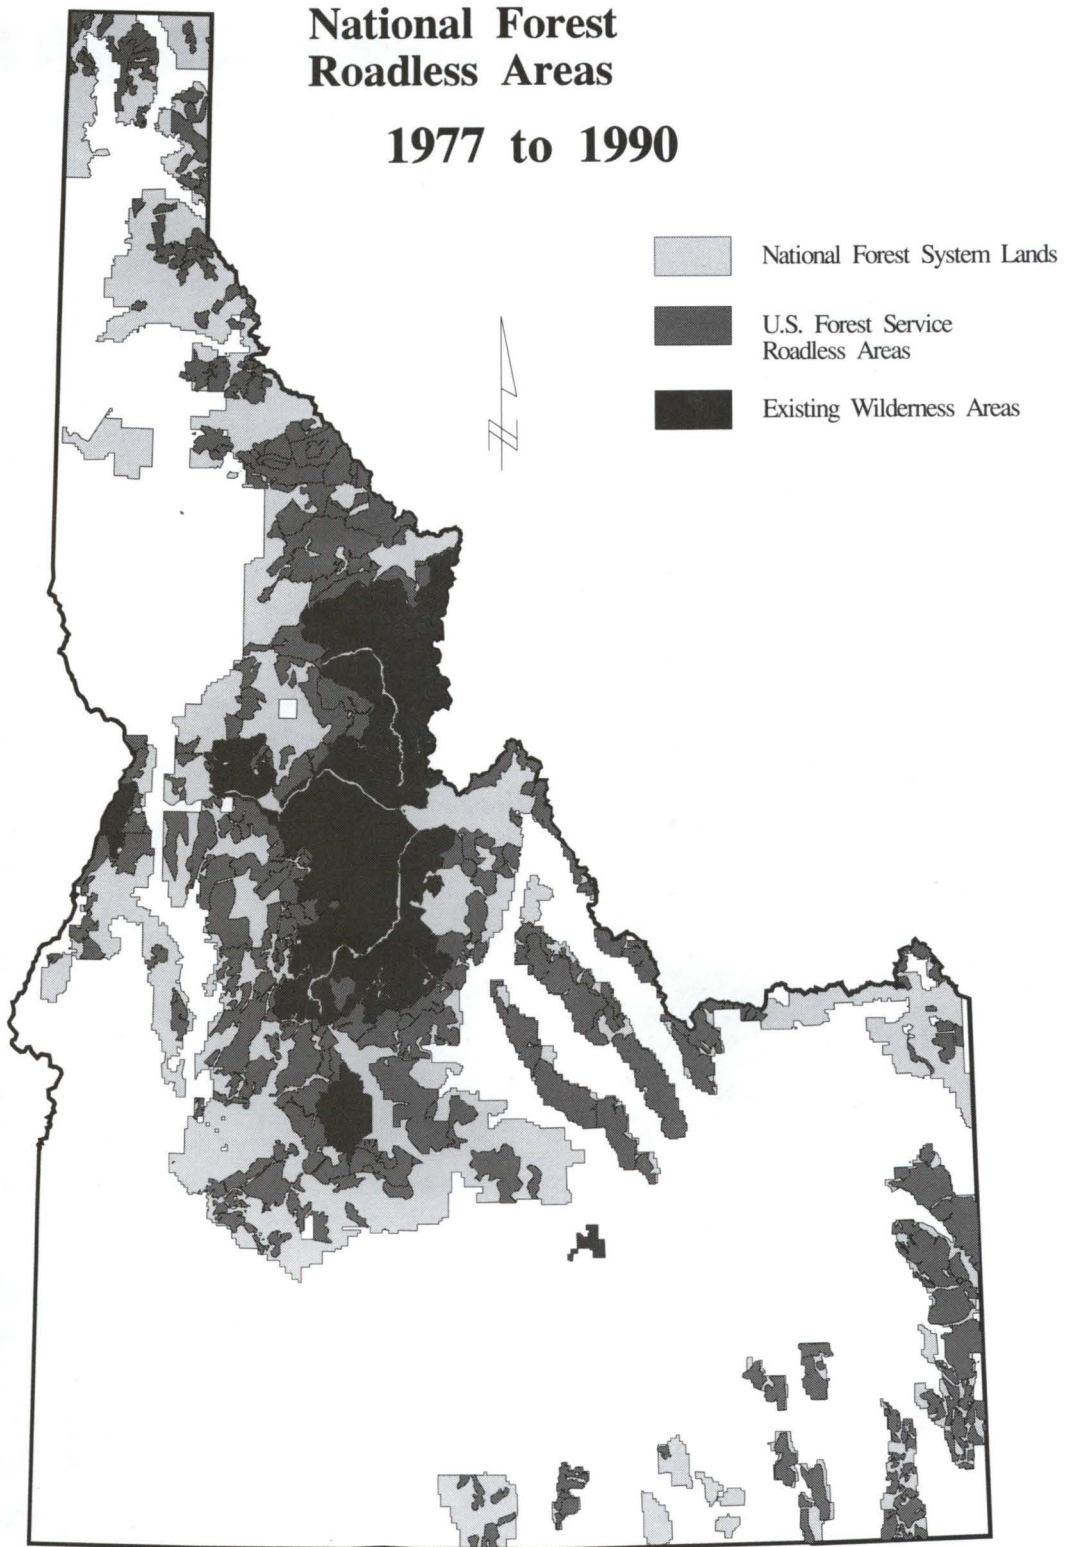 National Forest
Roadless Areas
1977 to 1990
National Forest System Lands
U.S. Forest Service
Roadless Areas
Existing Wilderness Areas